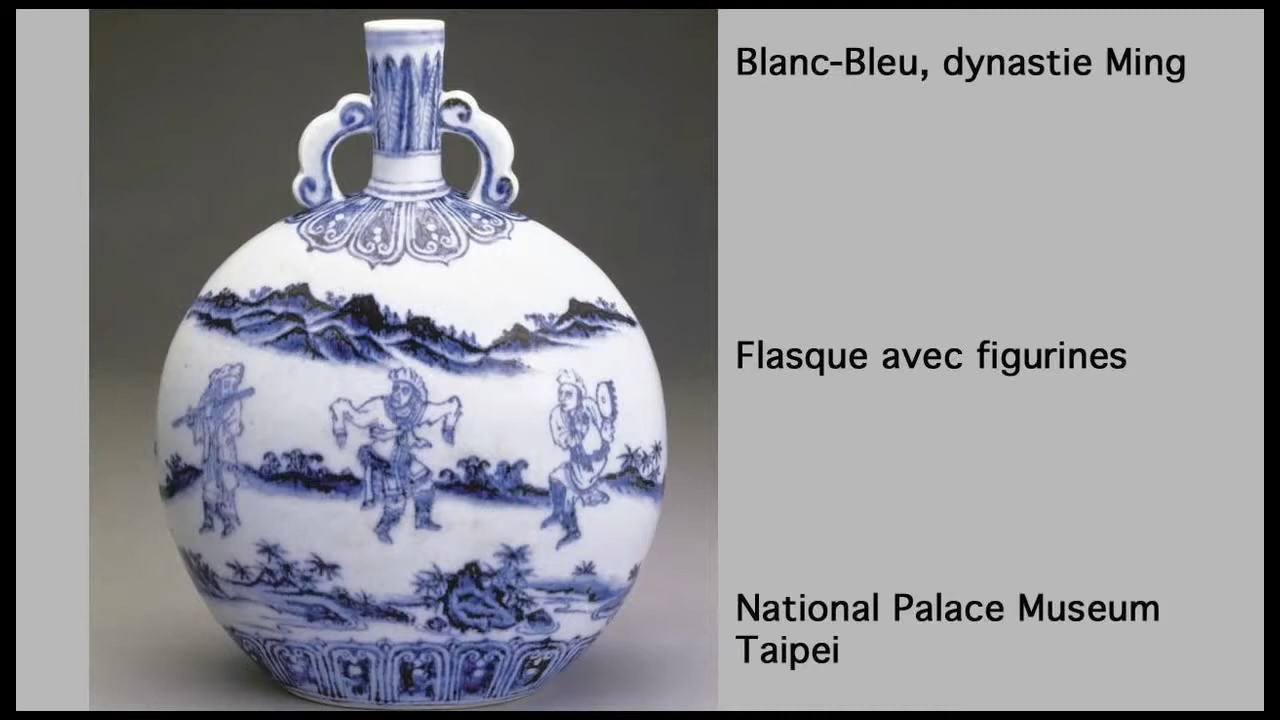 Blanc-Bleu, dynastie Ming
Flasque avec figurines
National Palace Museum
Taipei